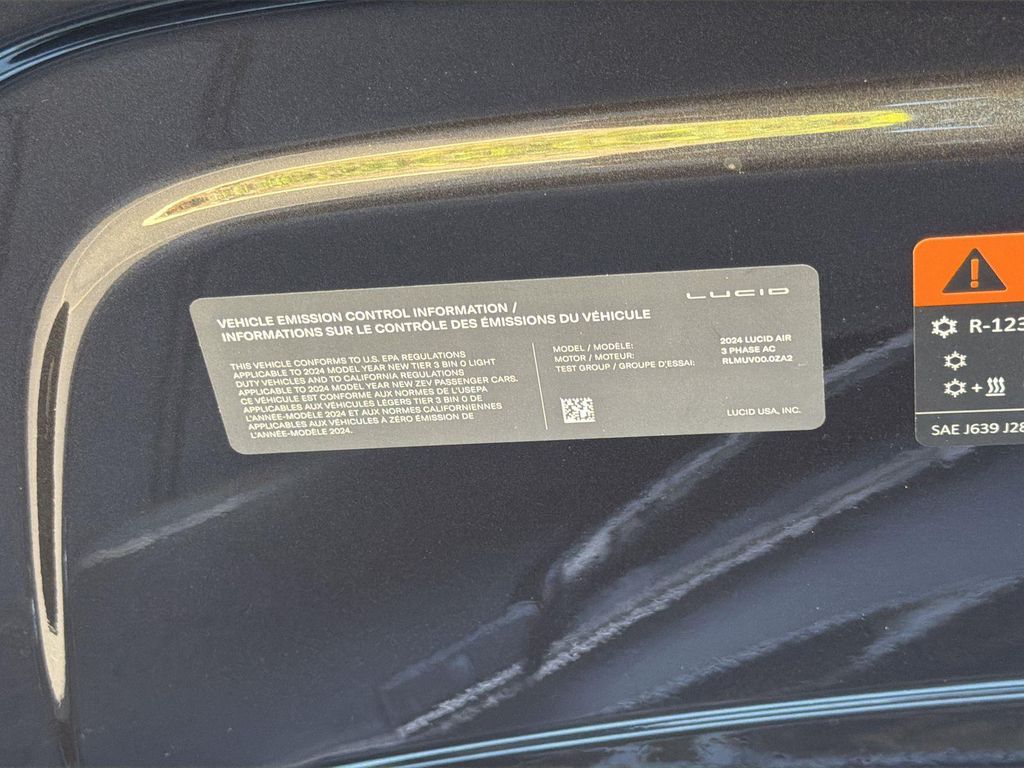 LUCID
VEHICLE EMISSION CONTROL INFORMATION /
INFORMATIONS SUR LE CONTRÔLE DES ÉMISSIONS DU VÉHICULE
THIS VEHICLE CONFORMS TO U.S. EPA REGULATIONS
APPLICABLE TO 2024 MODEL YEAR NEW TIER 3 BIN 0 LIGHT
DUTY VEHICLES AND TO CALIFORNIA REGULATIONS
APPLICABLE TO 2024 MODEL YEAR NEW ZEV PASSENGER CARS.
CE VÉHICULE EST CONFORME AUX NORMES DE L'USEPA
APPLICABLES AUX VÉHICULES LÉGERS TIER 3 BIN 0 DE
L'ANNÉE-MODÈLE 2024 ET AUX NORMES CALIFORNIENNES
APPLICABLES AUX VÉHICULES À ZÉRO ÉMISSION DE
L'ANNÉE-MODÈLE 2024.
MODEL / MODÈLE: 2024 LUCID AIR
MOTOR / MOTEUR: 3 PHASE AC
TEST GROUP / GROUPE D'ESSAI: RLMUV00.0ZA2
LUCID USA, INC.
R-123
+
SAE J639 J28